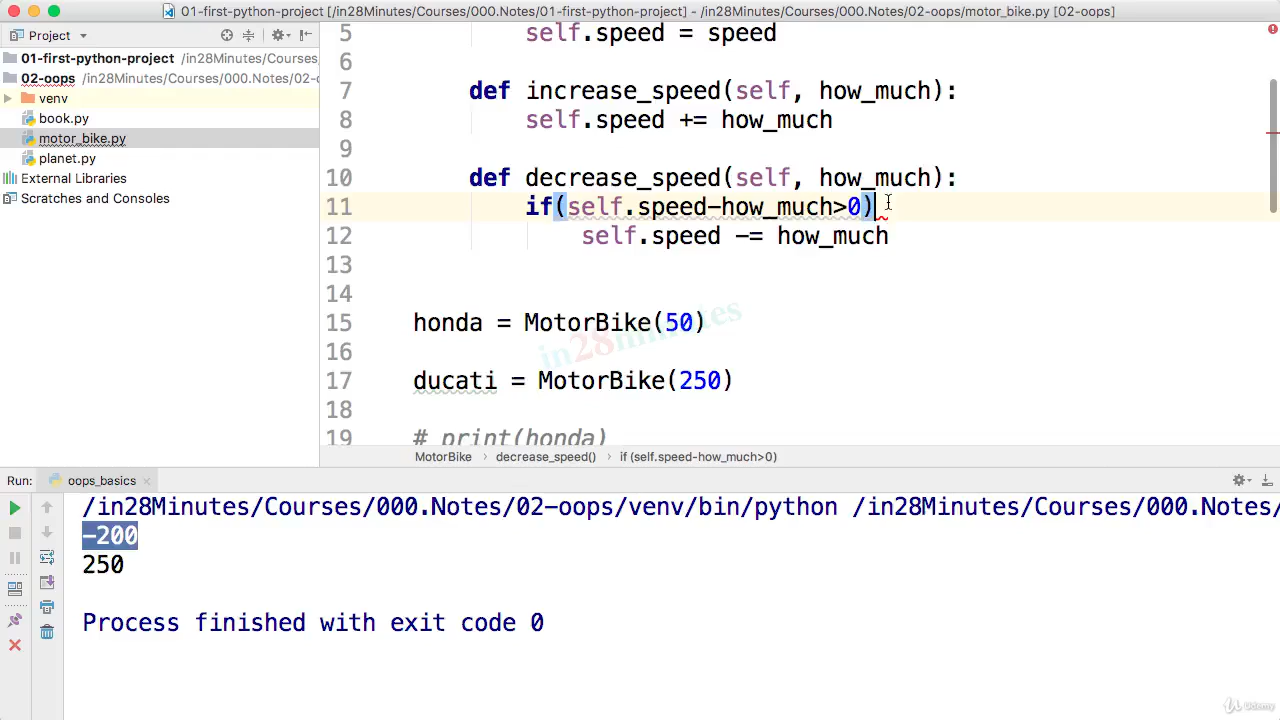 01-first-python-project [/in28Minutes/Courses/000.Notes/01-first-python-project] - /in28Minutes/Courses/000.Notes/02-oops/motor_bike.py [02-oops]
Project
01-first-python-project /in28Minutes/Courses/
02-oops /in28Minutes/Courses/000.Notes/02-o
venv
book.py
motor_bike.py
planet.py
External Libraries
Scratches and Consoles
5 self.speed = speed
6
7 def increase_speed(self, how_much):
8 self.speed += how_much
9
10 def decrease_speed(self, how_much):
11 if(self.speed-how_much>0)
12 self.speed -= how_much
13
14
15 honda = MotorBike(50)
in28minutes
16
17 ducati = MotorBike(250)
18
19 # print(honda)
MotorBike > decrease_speed() > if (self.speed-how_much>0)
Run: oops_basics
/in28Minutes/Courses/000.Notes/02-oops/venv/bin/python /in28Minutes/Courses/000.Notes/
-200
250
Process finished with exit code 0
Udemy